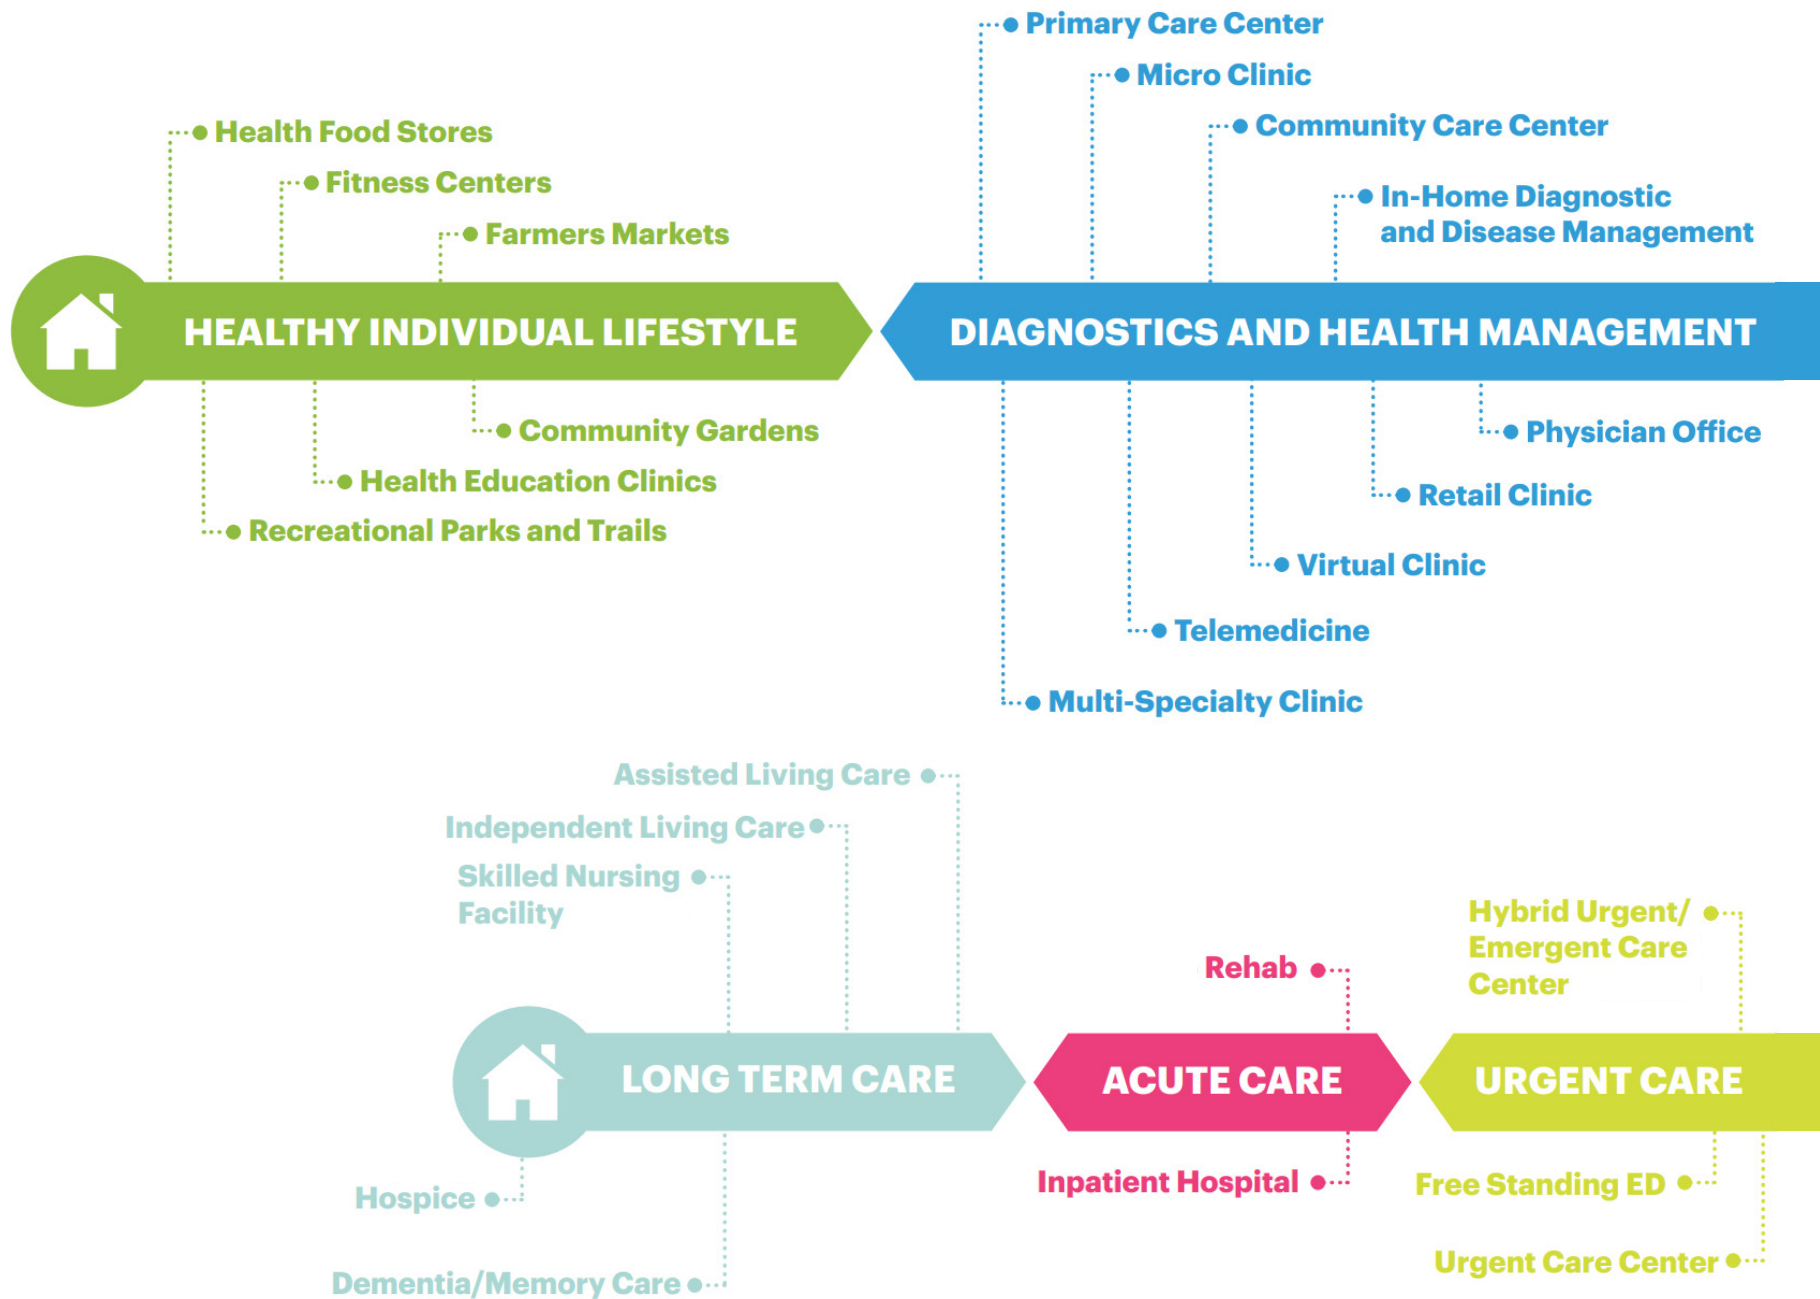 Primary Care Center
Micro Clinic
Health Food Stores
Community Care Center
Fitness Centers
In-Home Diagnostic
and Disease Management
Farmers Markets
HEALTHY INDIVIDUAL LIFESTYLE
DIAGNOSTICS AND HEALTH MANAGEMENT
Community Gardens
Physician Office
Health Education Clinics
Retail Clinic
Recreational Parks and Trails
Virtual Clinic
Telemedicine
Multi-Specialty Clinic
Assisted Living Care
Independent Living Care
Skilled Nursing
Facility
Hybrid Urgent/
Emergent Care
Center
Rehab
LONG TERM CARE
ACUTE CARE
URGENT CARE
Hospice
Inpatient Hospital
Free Standing ED
Urgent Care Center
Dementia/Memory Care